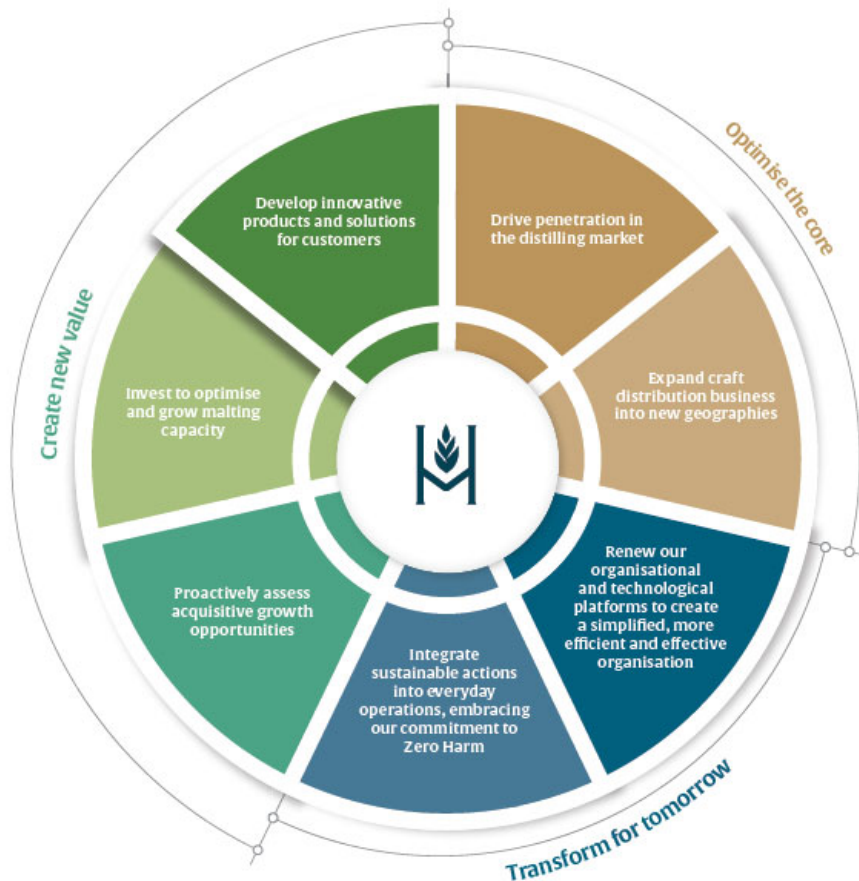 Optimise the core
Drive penetration in
the distilling market
Expand craft
distribution business
into new geographies
Transform for tomorrow
Renew our
organisational
and technological
platforms to create
a simplified, more
efficient and effective
organisation
Integrate
sustainable actions
into everyday
operations, embracing
our commitment to
Zero Harm
Create new value
Proactively assess
acquisitive growth
opportunities
Invest to optimise
and grow malting
capacity
Develop innovative
products and solutions
for customers